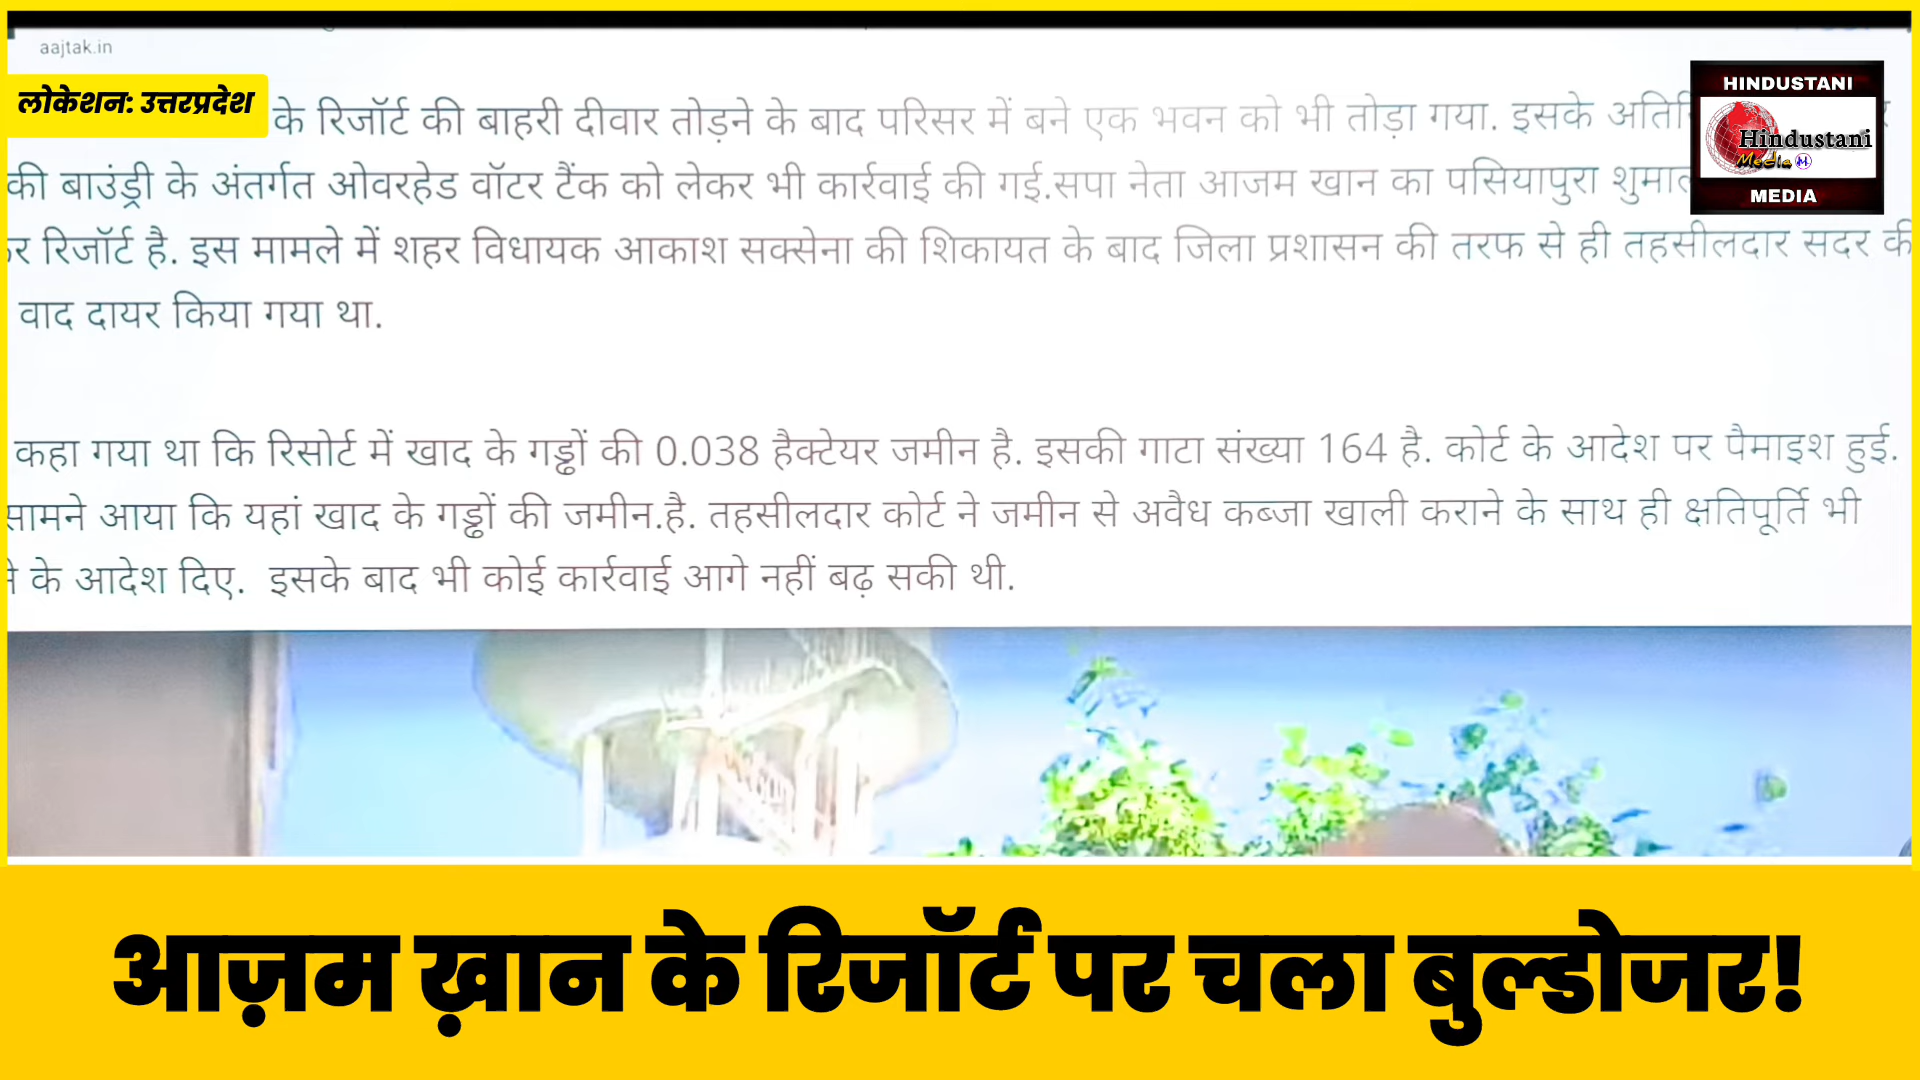 aajtak.in
लोकेशन: उत्तरप्रदेश
के रिजॉर्ट की बाहरी दीवार तोड़ने के बाद परिसर में बने एक भवन को भी तोड़ा गया. इसके
की बाउंड्री के अंतर्गत ओवरहेड वॉटर टैंक को लेकर भी कार्रवाई की गई.सपा नेता आजम खान का पसियापुरा
रिजॉर्ट है. इस मामले में शहर विधायक आकाश सक्सेना की शिकायत के बाद जिला प्रशासन की तरफ से ही तहसीलदार सदर की
वाद दायर किया गया था.
कहा गया था कि रिसोर्ट में खाद के गड्ढों की 0.038 हैक्टेयर जमीन है. इसकी गाटा संख्या 164 है. कोर्ट के आदेश पर पैमाइश हुई.
सामने आया कि यहां खाद के गड्ढों की जमीन.है. तहसीलदार कोर्ट ने जमीन से अवैध कब्जा खाली कराने के साथ ही क्षतिपूर्ति भी
के आदेश दिए. इसके बाद भी कोई कार्रवाई आगे नहीं बढ़ सकी थी.
HINDUSTANI
Hindustani
Media M
MEDIA
आज़म ख़ान के रिजॉर्ट पर चला बुल्डोजर!